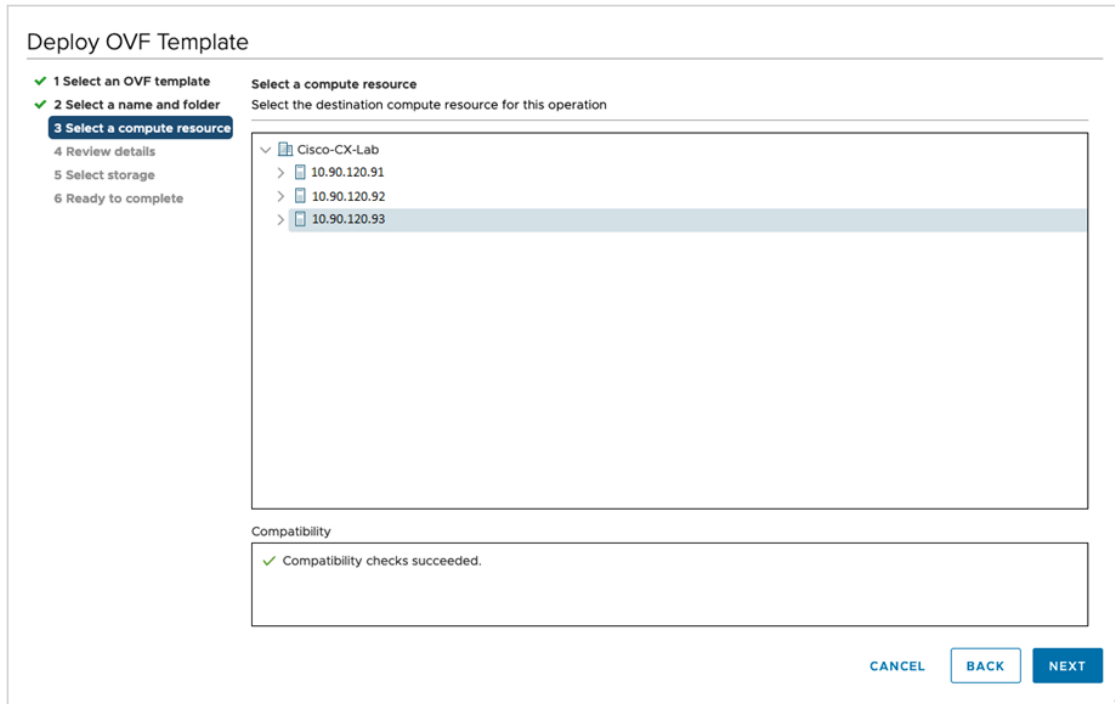 Deploy OVF Template
1 Select an OVF template
2 Select a name and folder
3 Select a compute resource
4 Review details
5 Select storage
6 Ready to complete
Select a compute resource
Select the destination compute resource for this operation
Cisco-CX-Lab
10.90.120.91
10.90.120.92
10.90.120.93
Compatibility
Compatibility checks succeeded.
CANCEL
BACK
NEXT